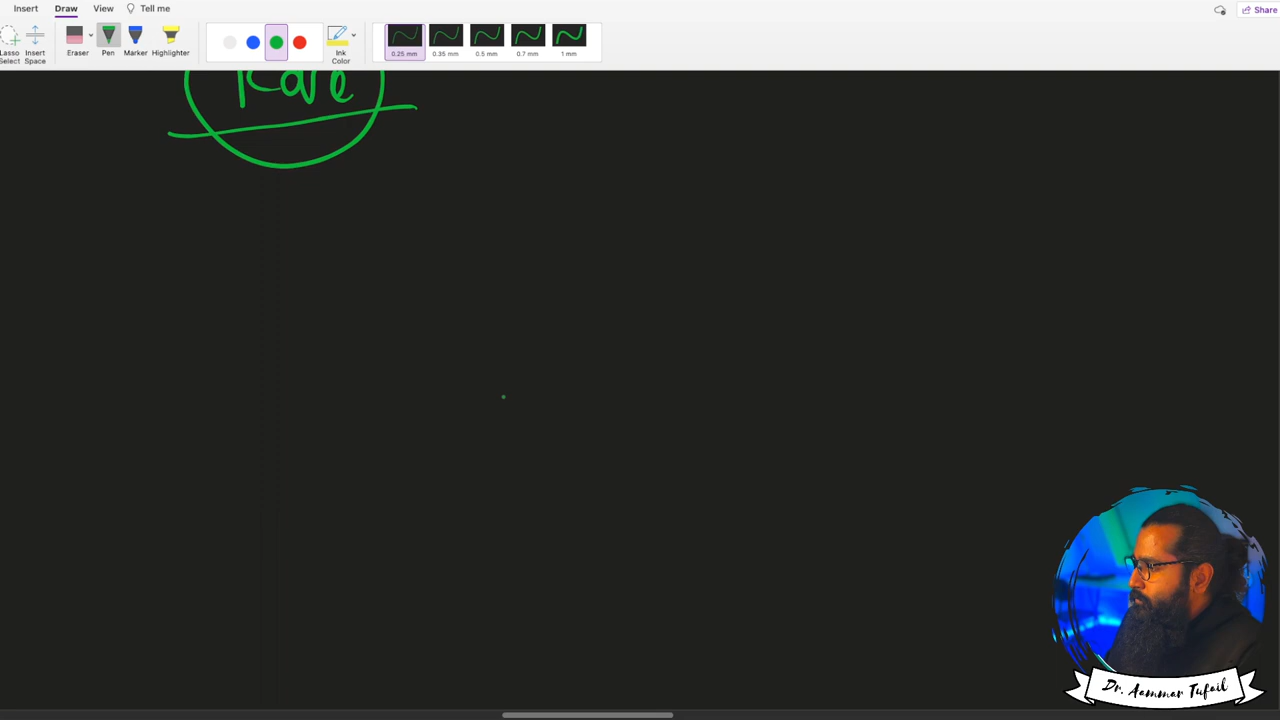 Insert Draw View Tell me
Share
Lasso Select
Insert Space
Eraser
Pen
Marker
Highlighter
Ink Color
0.25 mm
0.35 mm
0.5 mm
0.7 mm
1 mm
Dr. Aammar Tufail